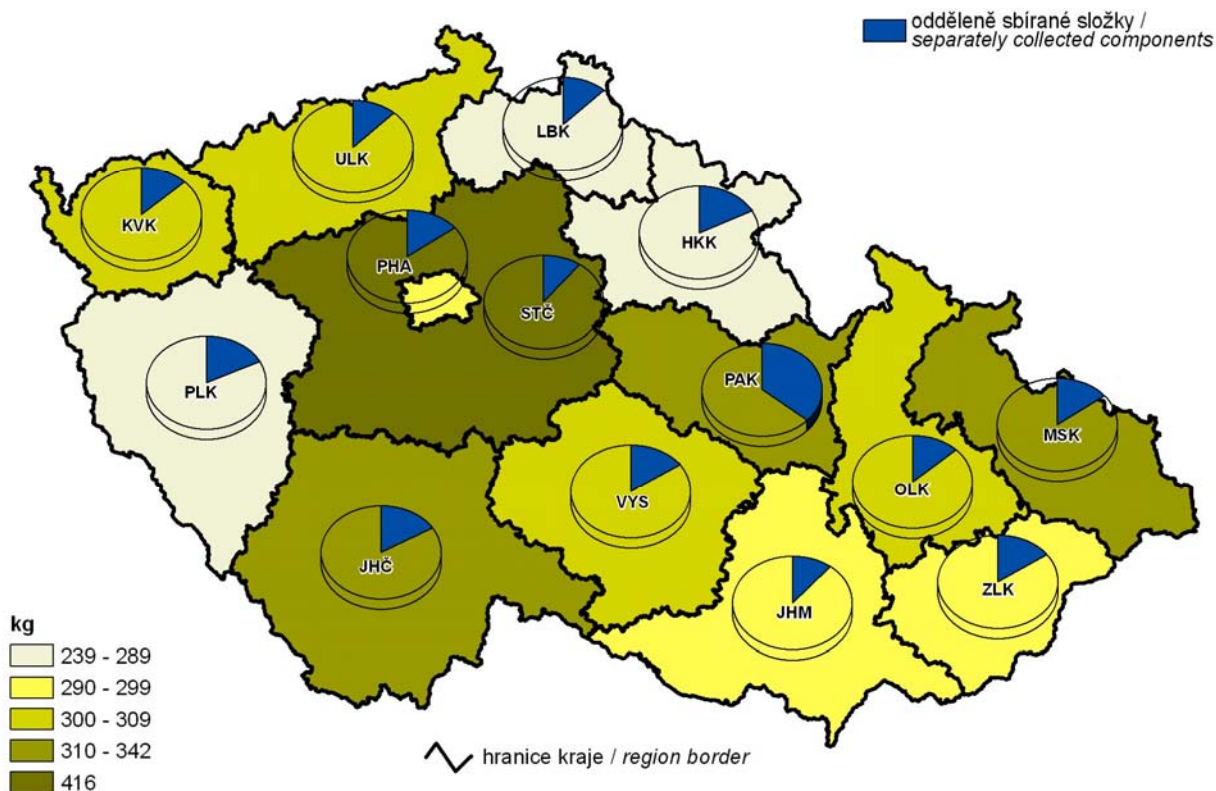 odděleně sbírané složky /
separately collected components
LBK
ULK
KVK
HKK
PHA
STČ
PLK
PAK
MSK
OLK
VYS
JHČ
ZLK
JHM
kg
239 - 289
290 - 299
300 - 309
310 - 342
416
hranice kraje / region border